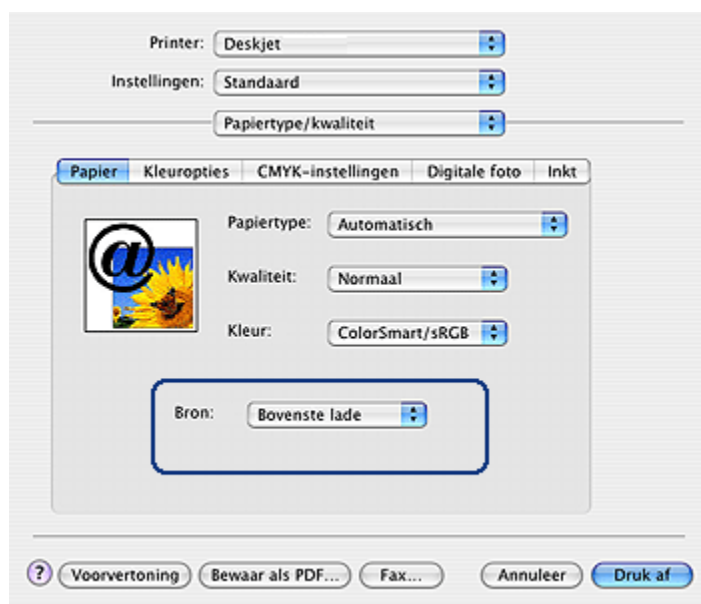 Printer: Deskjet
Instellingen: Standaard
Papiertype/kwaliteit
Papier Kleuropties CMYK-instellingen Digitale foto Inkt
Papiertype: Automatisch
@
Kwaliteit: Normaal
Kleur: ColorSmart/sRGB
Bron: Bovenste lade
? Voorvertoning Bewaar als PDF... Fax... Annuleer Druk af